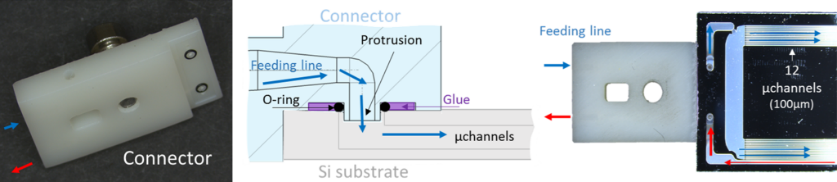 Connector
Connector
Protrusion
Feeding line
O-ring
Glue
µchannels
Si substrate
Feeding line
12
µchannels
(100µm)